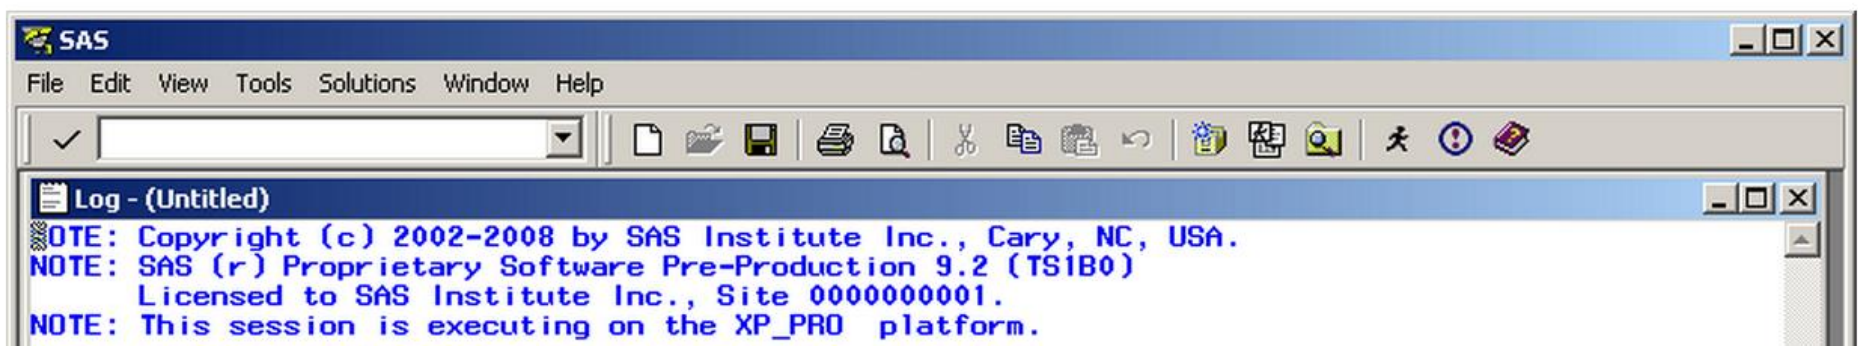 SAS
File Edit View Tools Solutions Window Help
Log - (Untitled)
NOTE: Copyright (c) 2002-2008 by SAS Institute Inc., Cary, NC, USA.
NOTE: SAS (r) Proprietary Software Pre-Production 9.2 (TS1B0)
Licensed to SAS Institute Inc., Site 0000000001.
NOTE: This session is executing on the XP_PRO platform.